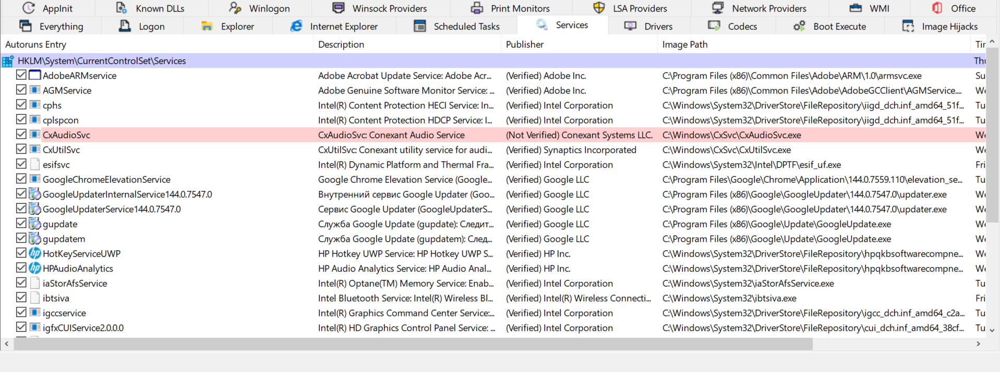 AppInit Known DLLs Winlogon Winsock Providers Print Monitors LSA Providers Network Providers WMI Office
Everything Logon Explorer Internet Explorer Scheduled Tasks Services Drivers Codecs Boot Execute Image Hijacks
Autoruns Entry Description Publisher Image Path Tir
HKLM\System\CurrentControlSet\Services Thu
AdobeARMservice Adobe Acrobat Update Service: Adobe Acr... (Verified) Adobe Inc. C:\Program Files (x86)\Common Files\Adobe\ARM\1.0\armsvc.exe Su
AGMService Adobe Genuine Software Monitor Service: ... (Verified) Adobe Inc. C:\Program Files (x86)\Common Files\Adobe\AdobeGCClient\AGMService.... We
cphs Intel(R) Content Protection HECI Service: In... (Verified) Intel Corporation C:\Windows\System32\DriverStore\FileRepository\iigd_dch.inf_amd64_51f... Tu
cplspcon Intel(R) Content Protection HDCP Service: I... (Verified) Intel Corporation C:\Windows\System32\DriverStore\FileRepository\iigd_dch.inf_amd64_51f... Tu
CxAudioSvc CxAudioSvc: Conexant Audio Service (Not Verified) Conexant Systems LLC. C:\Windows\CxSvc\CxAudioSvc.exe We
CxUtilSvc CxUtilSvc: Conexant utility service for audi... (Verified) Synaptics Incorporated C:\Windows\CxSvc\CxUtilSvc.exe We
esifsvc Intel(R) Dynamic Platform and Thermal Fra... (Verified) Intel Corporation C:\Windows\System32\Intel\DPTF\esif_uf.exe Fri
GoogleChromeElevationService Google Chrome Elevation Service (Google... (Verified) Google LLC C:\Program Files\Google\Chrome\Application\144.0.7559.110\elevation_se... Tu
GoogleUpdaterInternalService144.0.7547.0 Внутренний сервис Google Updater (Goo... (Verified) Google LLC C:\Program Files (x86)\Google\GoogleUpdater\144.0.7547.0\updater.exe We
GoogleUpdaterService144.0.7547.0 Сервис Google Updater (GoogleUpdaterS... (Verified) Google LLC C:\Program Files (x86)\Google\GoogleUpdater\144.0.7547.0\updater.exe We
gupdate Служба Google Update (gupdate): Следит... (Verified) Google LLC C:\Program Files (x86)\Google\Update\GoogleUpdate.exe We
gupdatem Служба Google Update (gupdatem): След... (Verified) Google LLC C:\Program Files (x86)\Google\Update\GoogleUpdate.exe We
HotKeyServiceUWP HP Hotkey UWP Service: HP Hotkey UWP S... (Verified) HP Inc. C:\Windows\System32\DriverStore\FileRepository\hpqkbsoftwarecompne... We
HPAudioAnalytics HP Audio Analytics Service: HP Audio Anal... (Verified) HP Inc. C:\Windows\System32\DriverStore\FileRepository\hpqkbsoftwarecompne... We
iaStorAfsService Intel(R) Optane(TM) Memory Service: Enab... (Verified) Intel Corporation C:\Windows\System32\iaStorAfsService.exe Tu
ibtsiva Intel Bluetooth Service: Intel(R) Wireless Bl... (Verified) Intel(R) Wireless Connecti... C:\Windows\System32\ibtsiva.exe Fri
igccservice Intel(R) Graphics Command Center Service:... (Verified) Intel Corporation C:\Windows\System32\DriverStore\FileRepository\igcc_dch.inf_amd64_c2a... Tu
igfxCUIService2.0.0.0 Intel(R) HD Graphics Control Panel Service: ... (Verified) Intel Corporation C:\Windows\System32\DriverStore\FileRepository\cui_dch.inf_amd64_38cf... Tu